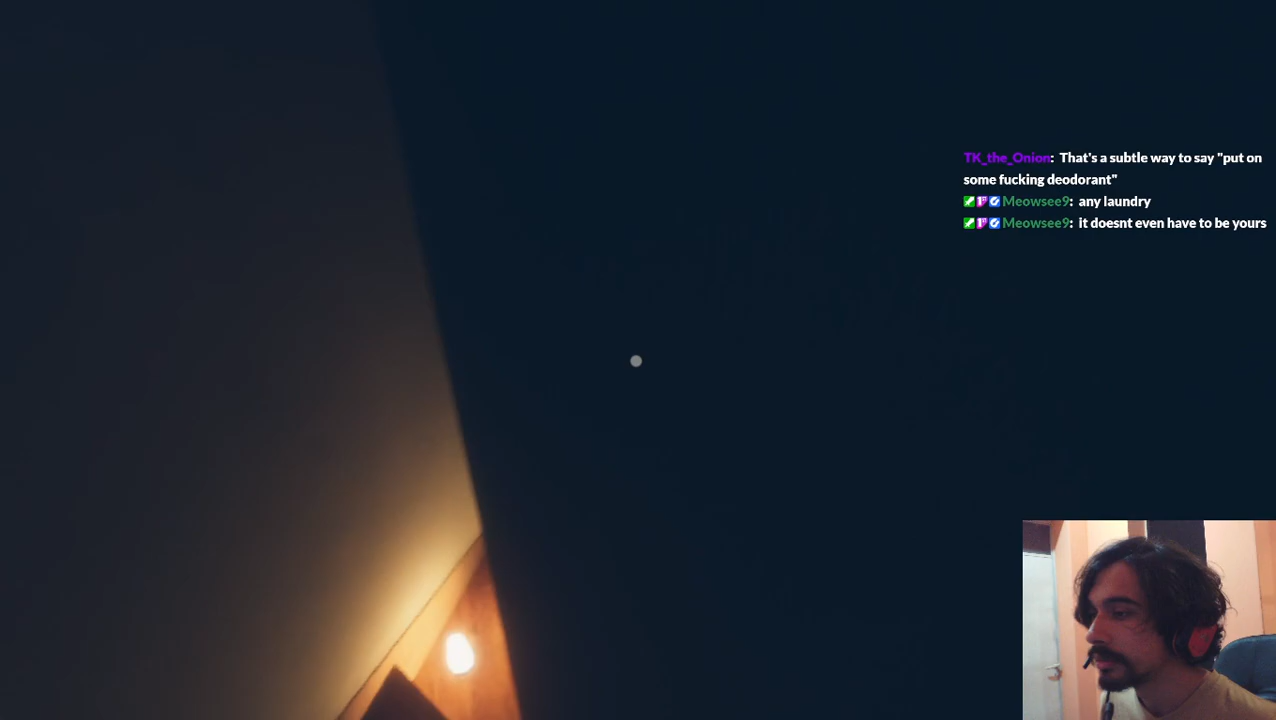 TK_the_Onion: That's a subtle way to say "put on
some fucking deodorant"
Meowsee9: any laundry
Meowsee9: it doesnt even have to be yours